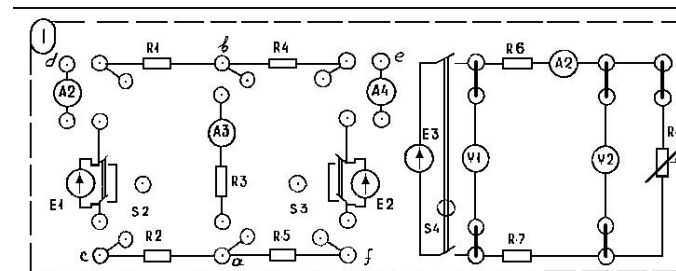 I
d R1 b R4 e R6 A2
A2 A3 A4 E3 V1 V2 R
E1 S2 R3 S3 E2 S4
c R2 a R5 f R7